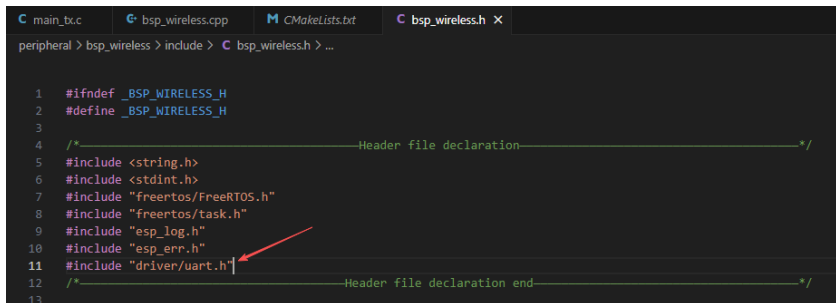 C main_tx.c G+ bsp_wireless.cpp M CMakeLists.txt C bsp_wireless.h ×
peripheral > bsp_wireless > include > C bsp_wireless.h > ...
1 #ifndef _BSP_WIRELESS_H
2 #define _BSP_WIRELESS_H
3
4 /*————————————————————Header file declaration————————————————————*/
5 #include <string.h>
6 #include <stdint.h>
7 #include "freertos/FreeRTOS.h"
8 #include "freertos/task.h"
9 #include "esp_log.h"
10 #include "esp_err.h"
11 #include "driver/uart.h"
12 /*————————————————————Header file declaration end————————————————————*/
13